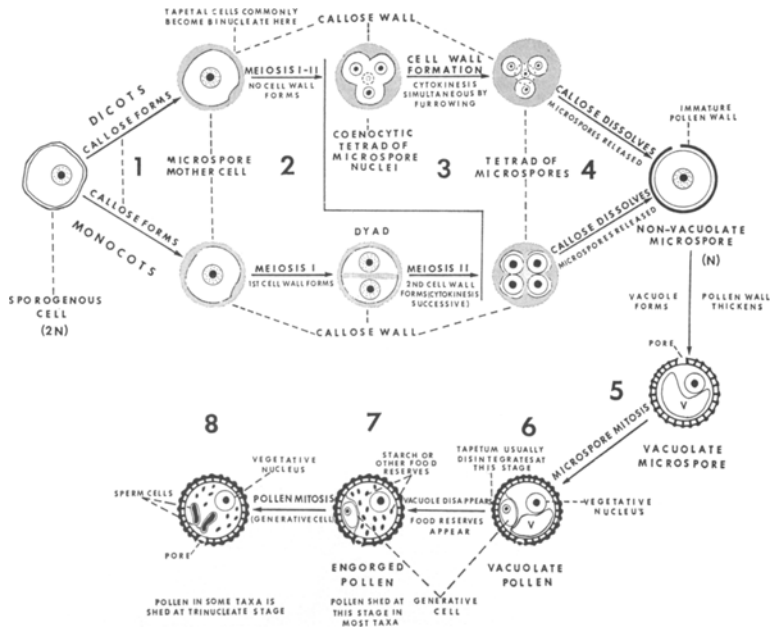 TAPETAL CELLS COMMONLY
BECOME BINUCLEATE HERE
CALLOSE WALL
DICOTS
CALLOSE FORMS
MEIOSIS I-II
NO CELL WALL
FORMS
CELL WALL
FORMATION
CYTOKINESIS
SIMULTANEOUS BY
FURROWING
CALLOSE DISSOLVES
MICROSPORES RELEASED
IMMATURE
POLLEN WALL
COENOCYTIC
TETRAD OF
MICROSPORE
NUCLEI
1
MICROSPORE
MOTHER CELL
2
3
TETRAD OF
MICROSPORES
4
CALLOSE FORMS
MONOCOTS
CALLOSE DISSOLVES
MICROSPORES RELEASED
NON-VACUOLATE
MICROSPORE
(N)
DYAD
MEIOSIS I
1ST CELL WALL FORMS
MEIOSIS II
2ND CELL WALL
FORMS(CYTOKINESIS
SUCCESSIVE)
SPOROGENOUS
CELL
(2N)
CALLOSE WALL
VACUOLE
FORMS
POLLEN WALL
THICKENS
PORE
5
V
VACUOLATE
MICROSPORE
MICROSPORE MITOSIS
8
7
6
VEGETATIVE
NUCLEUS
STARCH OR
OTHER FOOD
RESERVES
TAPETUM USUALLY
DISINTEGRATES AT
THIS STAGE
SPERM CELLS
POLLEN MITOSIS
(GENERATIVE CELL)
VACUOLE DISAPPEARS
FOOD RESERVES
APPEAR
V
VEGETATIVE
NUCLEUS
PORE
ENGORGED
POLLEN
VACUOLATE
POLLEN
POLLEN IN SOME TAXA IS
SHED AT TRINUCLEATE STAGE
POLLEN SHED AT
THIS STAGE IN
MOST TAXA
GENERATIVE
CELL